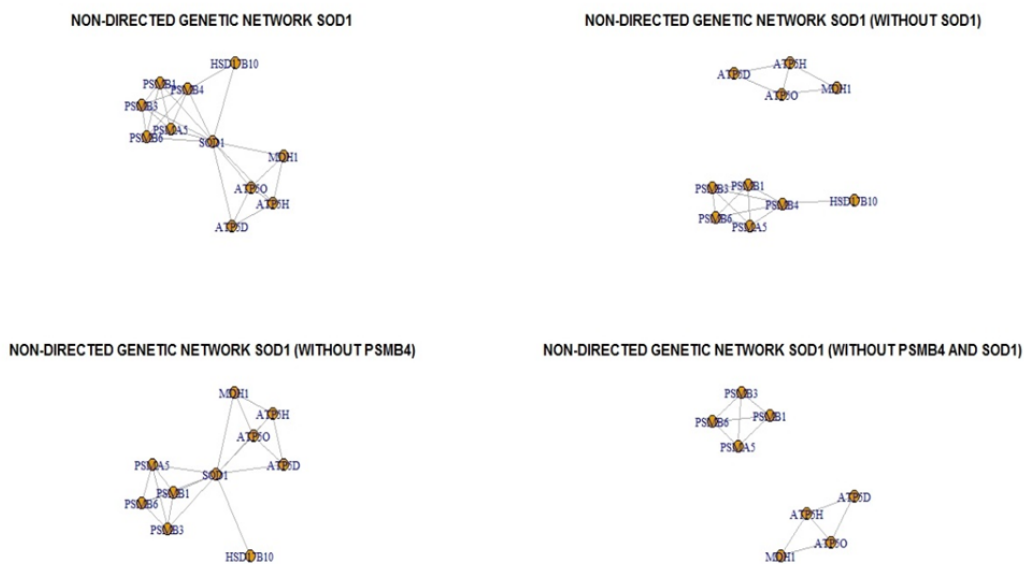 NON-DIRECTED GENETIC NETWORK SOD1
HSD17B10
PSMB1
PSMB4
PSMB3
PSMA5
PSMB6
SOD1
MDH1
ATP5O
ATP5H
ATP5D
NON-DIRECTED GENETIC NETWORK SOD1 (WITHOUT SOD1)
ATP5H
ATP5D
MDH1
ATP5O
PSMB3
PSMB1
PSMB4
HSD17B10
PSMB6
PSMA5
NON-DIRECTED GENETIC NETWORK SOD1 (WITHOUT PSMB4)
MDH1
ATP5H
ATP5O
PSMA5
ATP5D
SOD1
PSMB1
PSMB6
PSMB3
HSD17B10
NON-DIRECTED GENETIC NETWORK SOD1 (WITHOUT PSMB4 AND SOD1)
PSMB3
PSMB1
PSMB6
PSMA5
ATP5D
ATP5H
ATP5O
MDH1